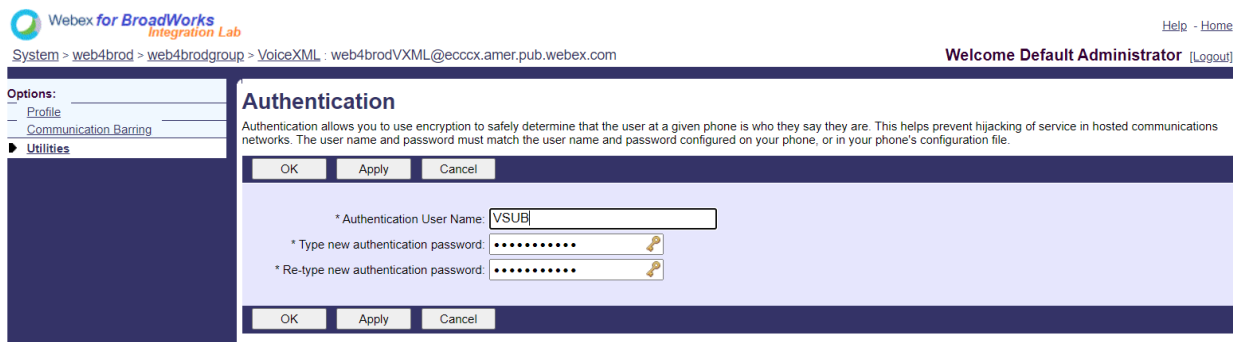 Webex for BroadWorks
Integration Lab
Help - Home
System > web4brod > web4brodgroup > VoiceXML : web4brodVXML@ecccx.amer.pub.webex.com
Welcome Default Administrator [Logout]
Options:
Profile
Communication Barring
Utilities
Authentication
Authentication allows you to use encryption to safely determine that the user at a given phone is who they say they are. This helps prevent hijacking of service in hosted communications
networks. The user name and password must match the user name and password configured on your phone, or in your phone's configuration file.
OK Apply Cancel
* Authentication User Name: VSUB
* Type new authentication password: •••••••••••
* Re-type new authentication password: •••••••••••
OK Apply Cancel